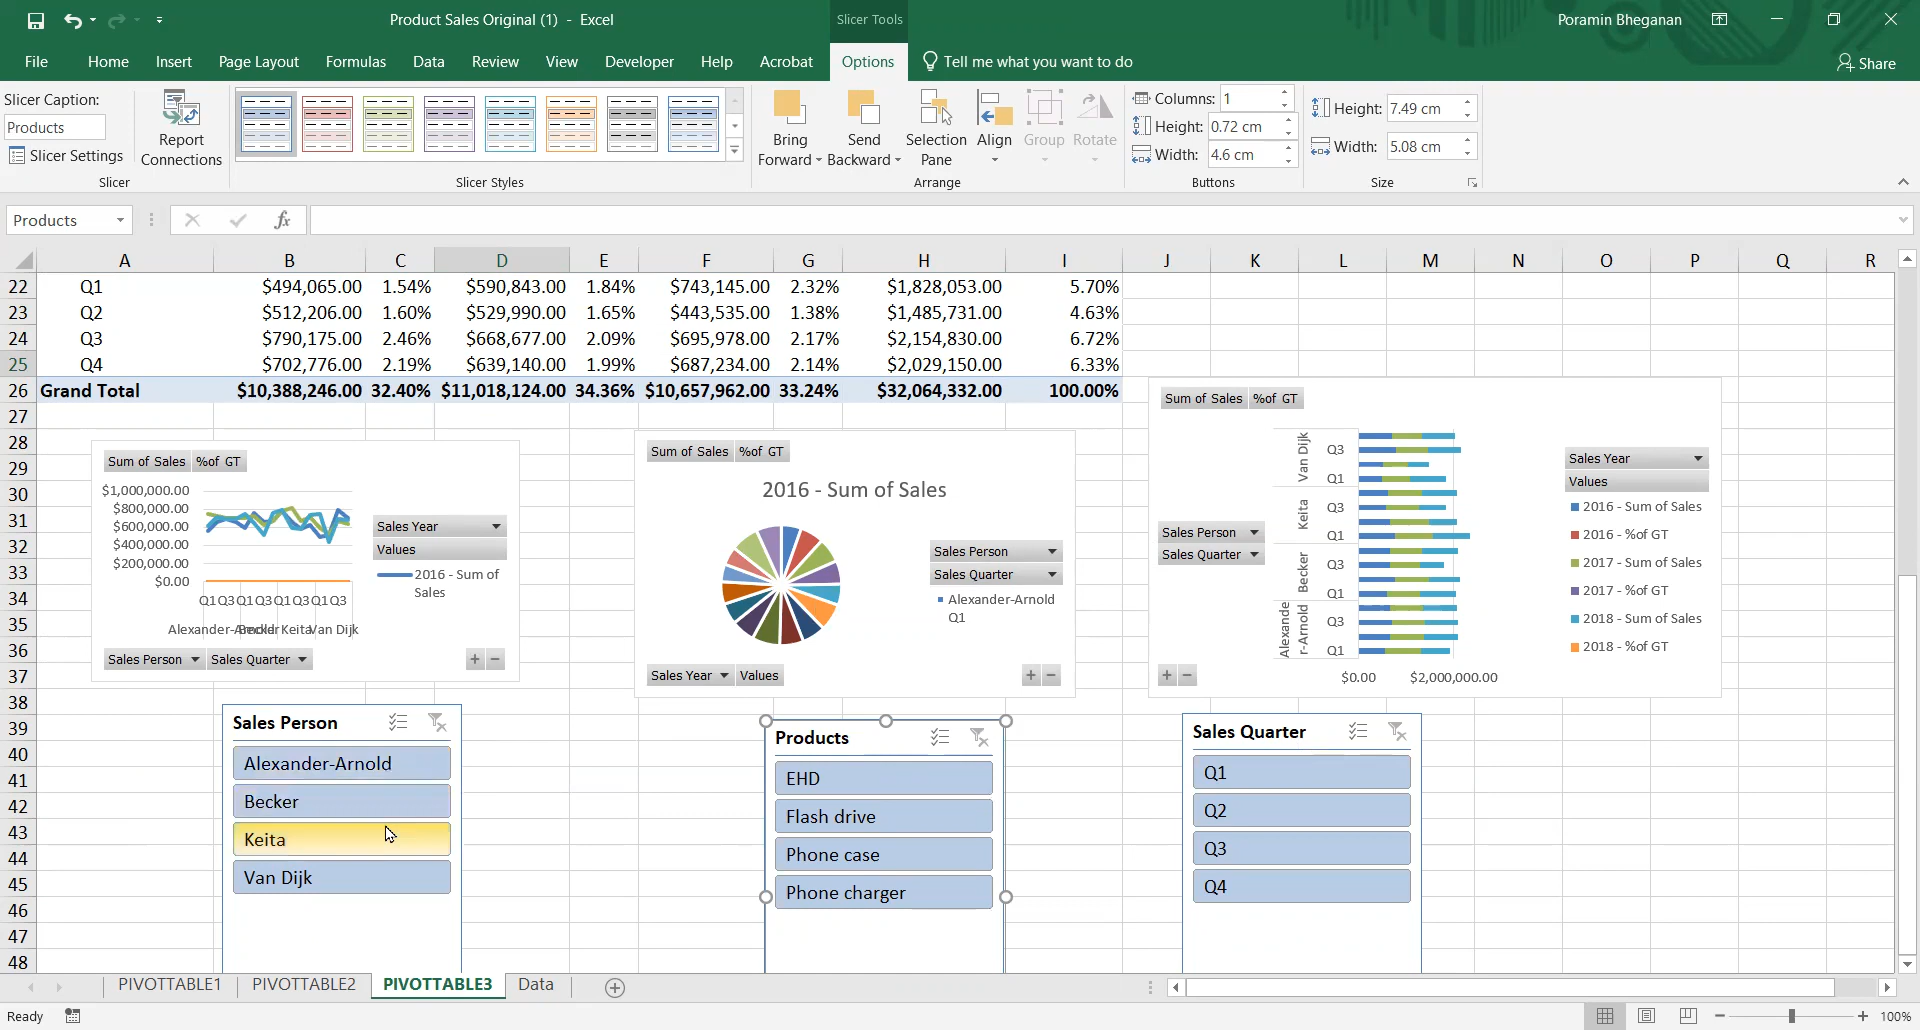 Product Sales Original (1) - Excel
Slicer Tools
Poramin Bheganan
File Home Insert Page Layout Formulas Data Review View Developer Help Acrobat Options Tell me what you want to do Share
Slicer Caption:
Products
Slicer Settings
Report Connections
Slicer
Slicer Styles
Bring Forward
Send Backward
Selection Pane
Align
Group
Rotate
Arrange
Columns: 1
Height: 0.72 cm
Width: 4.6 cm
Buttons
Height: 7.49 cm
Width: 5.08 cm
Size
Products
fx
A B C D E F G H I J K L M N O P Q R
22 Q1 $494,065.00 1.54% $590,843.00 1.84% $743,145.00 2.32% $1,828,053.00 5.70%
23 Q2 $512,206.00 1.60% $529,990.00 1.65% $443,535.00 1.38% $1,485,731.00 4.63%
24 Q3 $790,175.00 2.46% $668,677.00 2.09% $695,978.00 2.17% $2,154,830.00 6.72%
25 Q4 $702,776.00 2.19% $639,140.00 1.99% $687,234.00 2.14% $2,029,150.00 6.33%
26 Grand Total $10,388,246.00 32.40% $11,018,124.00 34.36% $10,657,962.00 33.24% $32,064,332.00 100.00%
27
28
29
30
31
32
33
34
35
36
37
38
39
40
41
42
43
44
45
46
47
48
Sum of Sales %of GT
$1,000,000.00
$800,000.00
$600,000.00
$400,000.00
$200,000.00
$0.00
Q1 Q3 Q1 Q3 Q1 Q3 Q1 Q3
Alexander-Arnold Becker Keita Van Dijk
Sales Year
Values
2016 - Sum of
Sales
Sales Person Sales Quarter + −
Sum of Sales %of GT
2016 - Sum of Sales
Sales Person
Sales Quarter
Alexander-Arnold
Q1
Sales Year Values + −
Sum of Sales %of GT
Sales Person
Sales Quarter
Van Dijk
Q3
Q1
Keita
Q3
Q1
Becker
Q3
Q1
Alexande
r-Arnold
Q3
Q1
$0.00 $2,000,000.00
+ −
Sales Year
Values
2016 - Sum of Sales
2016 - %of GT
2017 - Sum of Sales
2017 - %of GT
2018 - Sum of Sales
2018 - %of GT
Sales Person
Alexander-Arnold
Becker
Keita
Van Dijk
Products
EHD
Flash drive
Phone case
Phone charger
Sales Quarter
Q1
Q2
Q3
Q4
PIVOTTABLE1 PIVOTTABLE2 PIVOTTABLE3 Data
Ready
100%